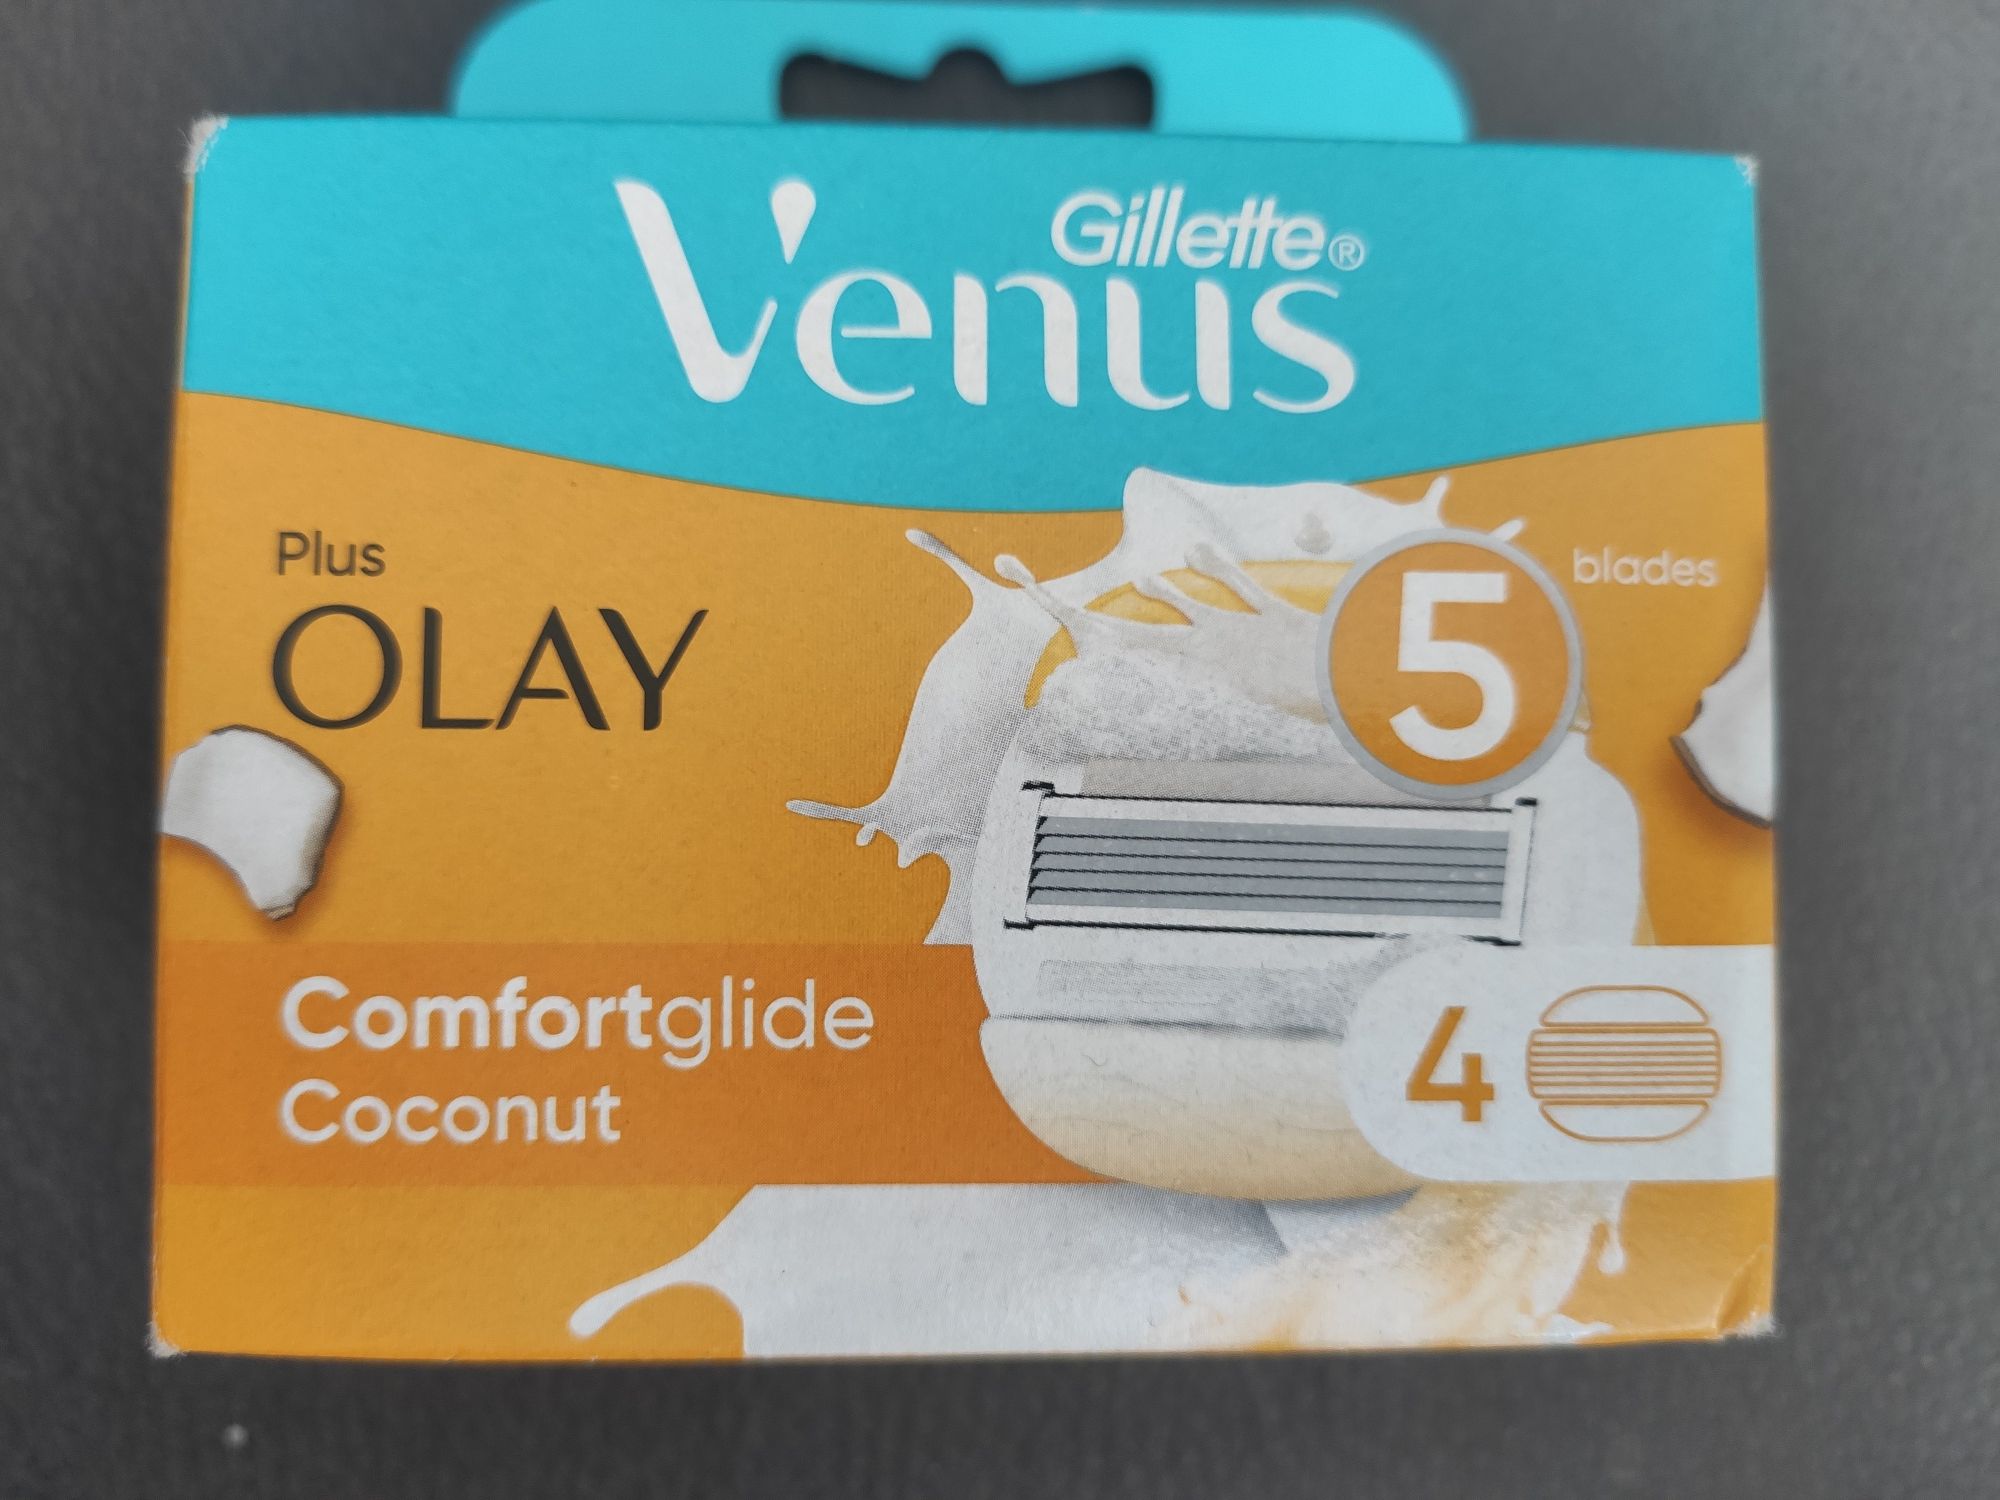 Gillette®
Venus
Plus
OLAY
5 blades
Comfortglide
Coconut
4